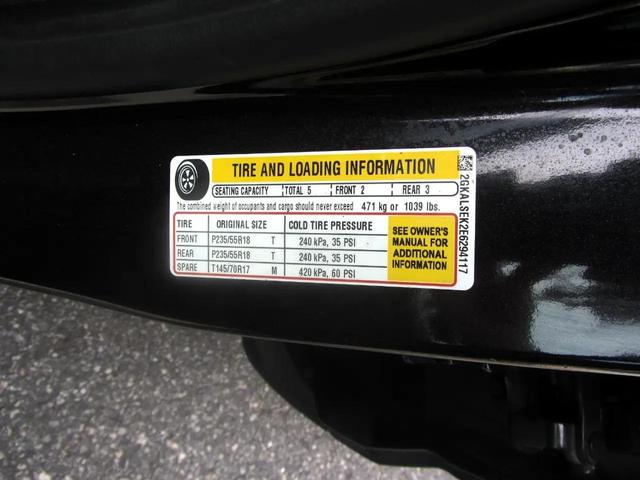 TIRE AND LOADING INFORMATION
SEATING CAPACITY TOTAL 5 FRONT 2 REAR 3
The combined weight of occupants and cargo should never exceed 471 kg or 1039 lbs.
TIRE ORIGINAL SIZE COLD TIRE PRESSURE
FRONT P235/55R18 T 240 kPa, 35 PSI
REAR P235/55R18 T 240 kPa, 35 PSI
SPARE T145/70R17 M 420 kPa, 60 PSI
SEE OWNER'S
MANUAL FOR
ADDITIONAL
INFORMATION
2GKALSEK2E6294117